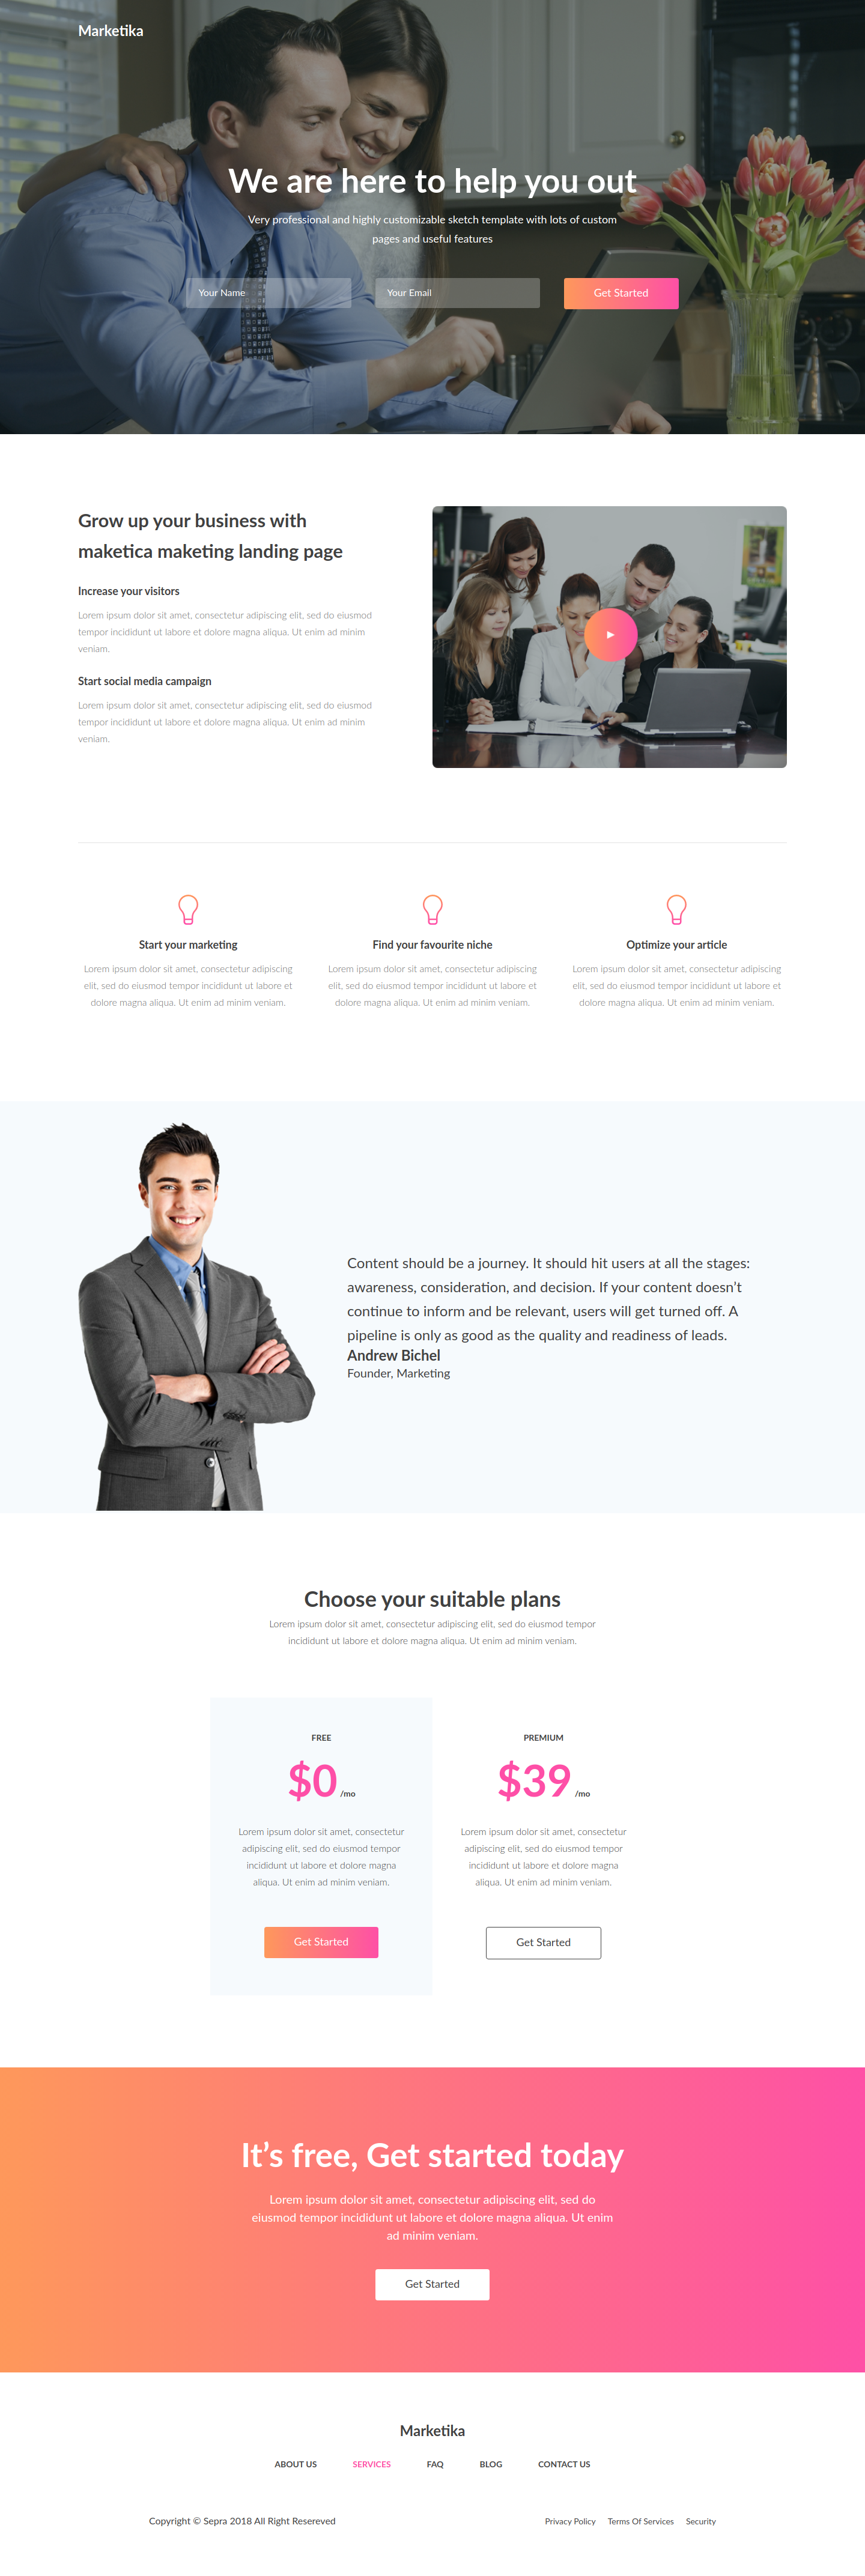 Marketika
We are here to help you out
Very professional and highly customizable sketch template with lots of custom
pages and useful features
Your Name
Your Email
Get Started
Grow up your business with
maketica maketing landing page
Increase your visitors
Lorem ipsum dolor sit amet, consectetur adipiscing elit, sed do eiusmod
tempor incididunt ut labore et dolore magna aliqua. Ut enim ad minim
veniam.
Start social media campaign
Lorem ipsum dolor sit amet, consectetur adipiscing elit, sed do eiusmod
tempor incididunt ut labore et dolore magna aliqua. Ut enim ad minim
veniam.
Start your marketing
Lorem ipsum dolor sit amet, consectetur adipiscing
elit, sed do eiusmod tempor incididunt ut labore et
dolore magna aliqua. Ut enim ad minim veniam.
Find your favourite niche
Lorem ipsum dolor sit amet, consectetur adipiscing
elit, sed do eiusmod tempor incididunt ut labore et
dolore magna aliqua. Ut enim ad minim veniam.
Optimize your article
Lorem ipsum dolor sit amet, consectetur adipiscing
elit, sed do eiusmod tempor incididunt ut labore et
dolore magna aliqua. Ut enim ad minim veniam.
Content should be a journey. It should hit users at all the stages:
awareness, consideration, and decision. If your content doesn’t
continue to inform and be relevant, users will get turned off. A
pipeline is only as good as the quality and readiness of leads.
Andrew Bichel
Founder, Marketing
Choose your suitable plans
Lorem ipsum dolor sit amet, consectetur adipiscing elit, sed do eiusmod tempor
incididunt ut labore et dolore magna aliqua. Ut enim ad minim veniam.
FREE
$0 /mo
Lorem ipsum dolor sit amet, consectetur
adipiscing elit, sed do eiusmod tempor
incididunt ut labore et dolore magna
aliqua. Ut enim ad minim veniam.
Get Started
PREMIUM
$39 /mo
Lorem ipsum dolor sit amet, consectetur
adipiscing elit, sed do eiusmod tempor
incididunt ut labore et dolore magna
aliqua. Ut enim ad minim veniam.
Get Started
It’s free, Get started today
Lorem ipsum dolor sit amet, consectetur adipiscing elit, sed do
eiusmod tempor incididunt ut labore et dolore magna aliqua. Ut enim
ad minim veniam.
Get Started
Marketika
ABOUT US SERVICES FAQ BLOG CONTACT US
Copyright © Sepra 2018 All Right Resereved
Privacy Policy Terms Of Services Security